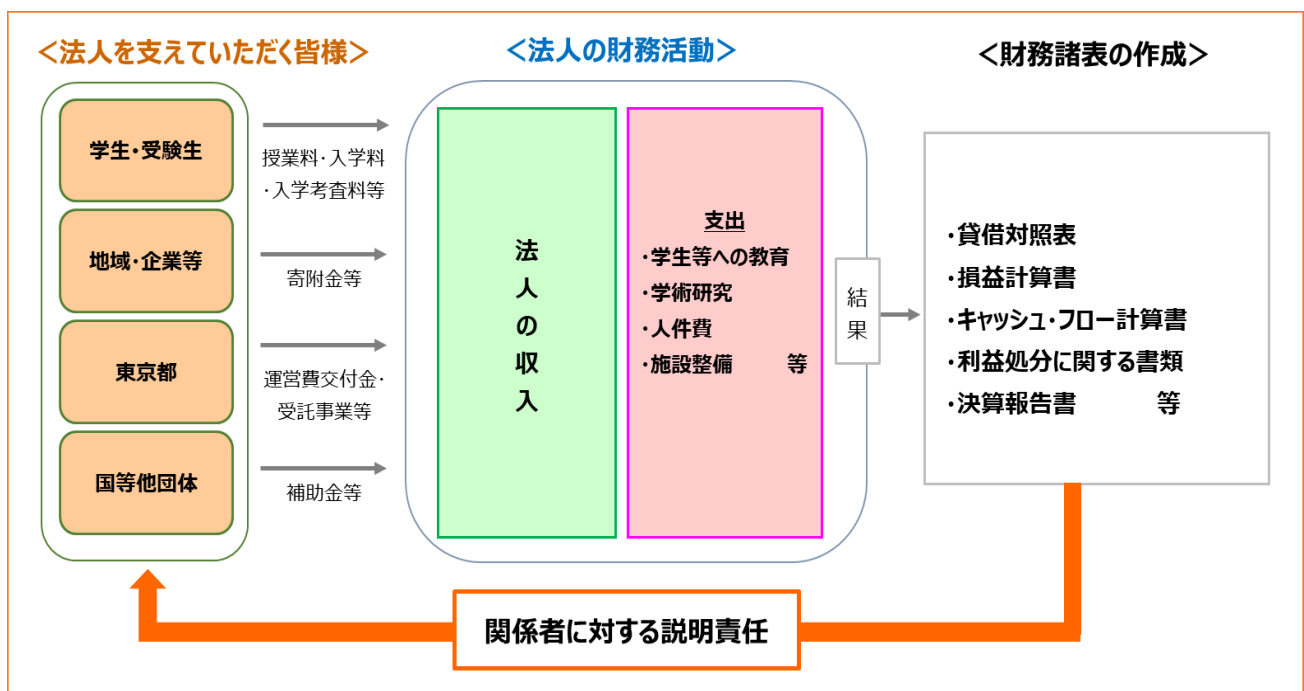 <法人を支えていただく皆様>
学生・受験生
地域・企業等
東京都
国等他団体
授業料・入学料
・入学考査料等
寄附金等
運営費交付金・
受託事業等
補助金等
<法人の財務活動>
法
人
の
収
入
支出
・学生等への教育
・学術研究
・人件費
・施設整備 等
結
果
<財務諸表の作成>
・貸借対照表
・損益計算書
・キャッシュ・フロー計算書
・利益処分に関する書類
・決算報告書 等
関係者に対する説明責任